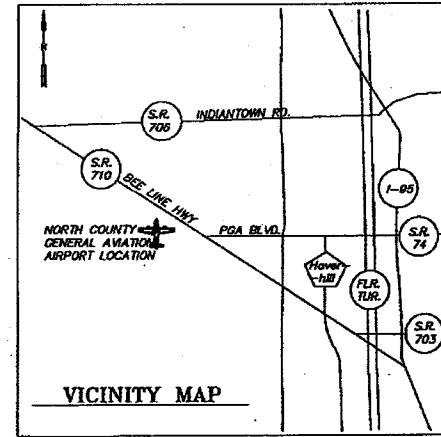 S.R.
706
INDIANTOWN RD.
S.R.
710
BEE LINE HWY
I-95
NORTH COUNTY
GENERAL AVIATION
AIRPORT LOCATION
PGA BLVD.
S.R.
74
Haver-
-hill
FLR.
TUR.
S.R.
703
VICINITY MAP